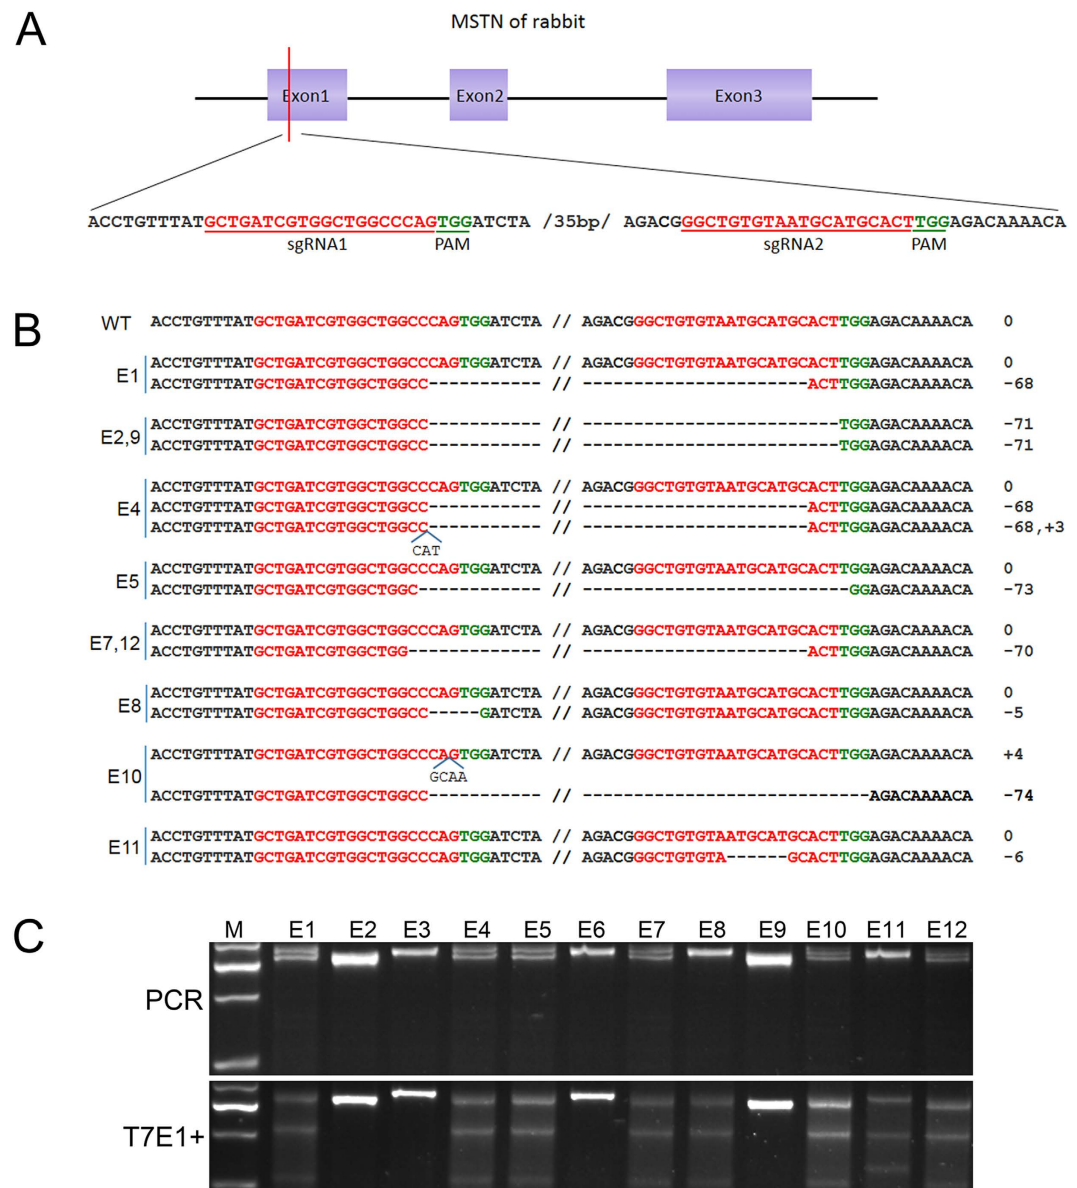 A
MSTN of rabbit
Exon1 Exon2 Exon3
ACCTGTTTATGCTGATCGTGGCTGGCCCAGTGGATCTA /35bp/ AGACGGGCTGTGTAATGCATGCACTTGGAGACAAAACA
sgRNA1 PAM sgRNA2 PAM
B
WT ACCTGTTTATGCTGATCGTGGCTGGCCCAGTGGATCTA // AGACGGGCTGTGTAATGCATGCACTTGGAGACAAAACA 0
E1
ACCTGTTTATGCTGATCGTGGCTGGCCCAGTGGATCTA // AGACGGGCTGTGTAATGCATGCACTTGGAGACAAAACA 0
ACCTGTTTATGCTGATCGTGGCTGGCC----------- // ----------------------ACTTGGAGACAAAACA -68
E2,9
ACCTGTTTATGCTGATCGTGGCTGGCC----------- // -------------------------TGGAGACAAAACA -71
ACCTGTTTATGCTGATCGTGGCTGGCC----------- // -------------------------TGGAGACAAAACA -71
E4
ACCTGTTTATGCTGATCGTGGCTGGCCCAGTGGATCTA // AGACGGGCTGTGTAATGCATGCACTTGGAGACAAAACA 0
ACCTGTTTATGCTGATCGTGGCTGGCC----------- // ----------------------ACTTGGAGACAAAACA -68
ACCTGTTTATGCTGATCGTGGCTGGCC----------- // ----------------------ACTTGGAGACAAAACA -68,+3
CAT
E5
ACCTGTTTATGCTGATCGTGGCTGGCCCAGTGGATCTA // AGACGGGCTGTGTAATGCATGCACTTGGAGACAAAACA 0
ACCTGTTTATGCTGATCGTGGCTGGC------------ // --------------------------GGAGACAAAACA -73
E7,12
ACCTGTTTATGCTGATCGTGGCTGGCCCAGTGGATCTA // AGACGGGCTGTGTAATGCATGCACTTGGAGACAAAACA 0
ACCTGTTTATGCTGATCGTGGCTGG------------- // ----------------------ACTTGGAGACAAAACA -70
E8
ACCTGTTTATGCTGATCGTGGCTGGCCCAGTGGATCTA // AGACGGGCTGTGTAATGCATGCACTTGGAGACAAAACA 0
ACCTGTTTATGCTGATCGTGGCTGGCC-----GATCTA // AGACGGGCTGTGTAATGCATGCACTTGGAGACAAAACA -5
E10
ACCTGTTTATGCTGATCGTGGCTGGCCCAGTGGATCTA // AGACGGGCTGTGTAATGCATGCACTTGGAGACAAAACA +4
GCAA
ACCTGTTTATGCTGATCGTGGCTGGCC----------- // ----------------------------AGACAAAACA -74
E11
ACCTGTTTATGCTGATCGTGGCTGGCCCAGTGGATCTA // AGACGGGCTGTGTAATGCATGCACTTGGAGACAAAACA 0
ACCTGTTTATGCTGATCGTGGCTGGCCCAGTGGATCTA // AGACGGGCTGTGTA------GCACTTGGAGACAAAACA -6
C
M E1 E2 E3 E4 E5 E6 E7 E8 E9 E10 E11 E12
PCR
T7E1+